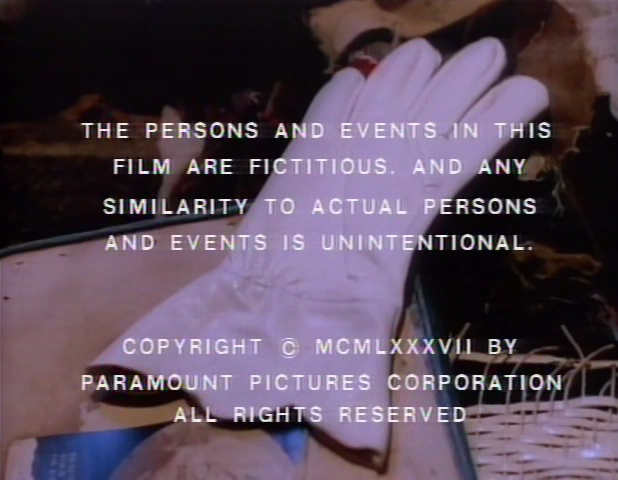 THE PERSONS AND EVENTS IN THIS
FILM ARE FICTITIOUS. AND ANY
SIMILARITY TO ACTUAL PERSONS
AND EVENTS IS UNINTENTIONAL.
COPYRIGHT © MCMLXXXVII BY
PARAMOUNT PICTURES CORPORATION
ALL RIGHTS RESERVED